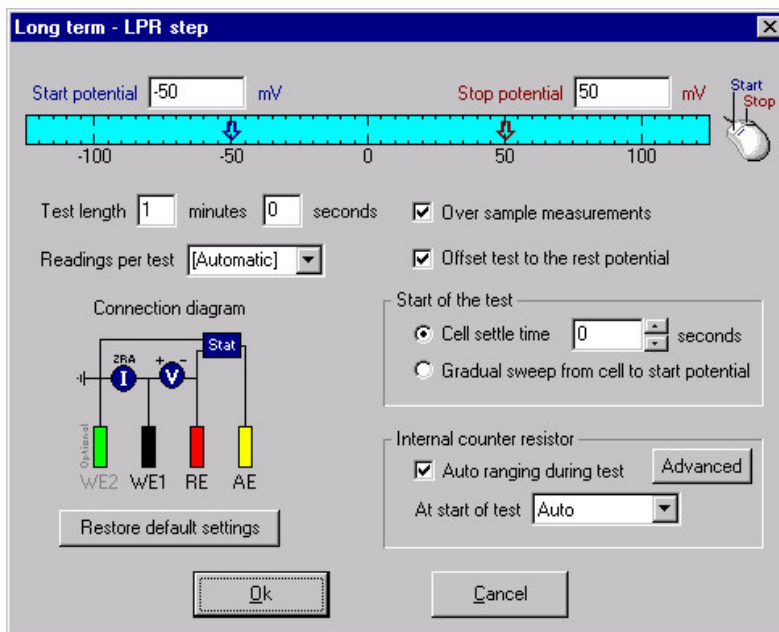 Long term - LPR step
Start potential -50 mV
Stop potential 50 mV
Start
Stop
-100 -50 0 50 100
Test length 1 minutes 0 seconds
Over sample measurements
Readings per test [Automatic]
Offset test to the rest potential
Connection diagram
Stat
ZRA
I
+ -
V
Optional
WE2 WE1 RE AE
Restore default settings
Start of the test
Cell settle time 0 seconds
Gradual sweep from cell to start potential
Internal counter resistor
Auto ranging during test Advanced
At start of test Auto
Ok Cancel